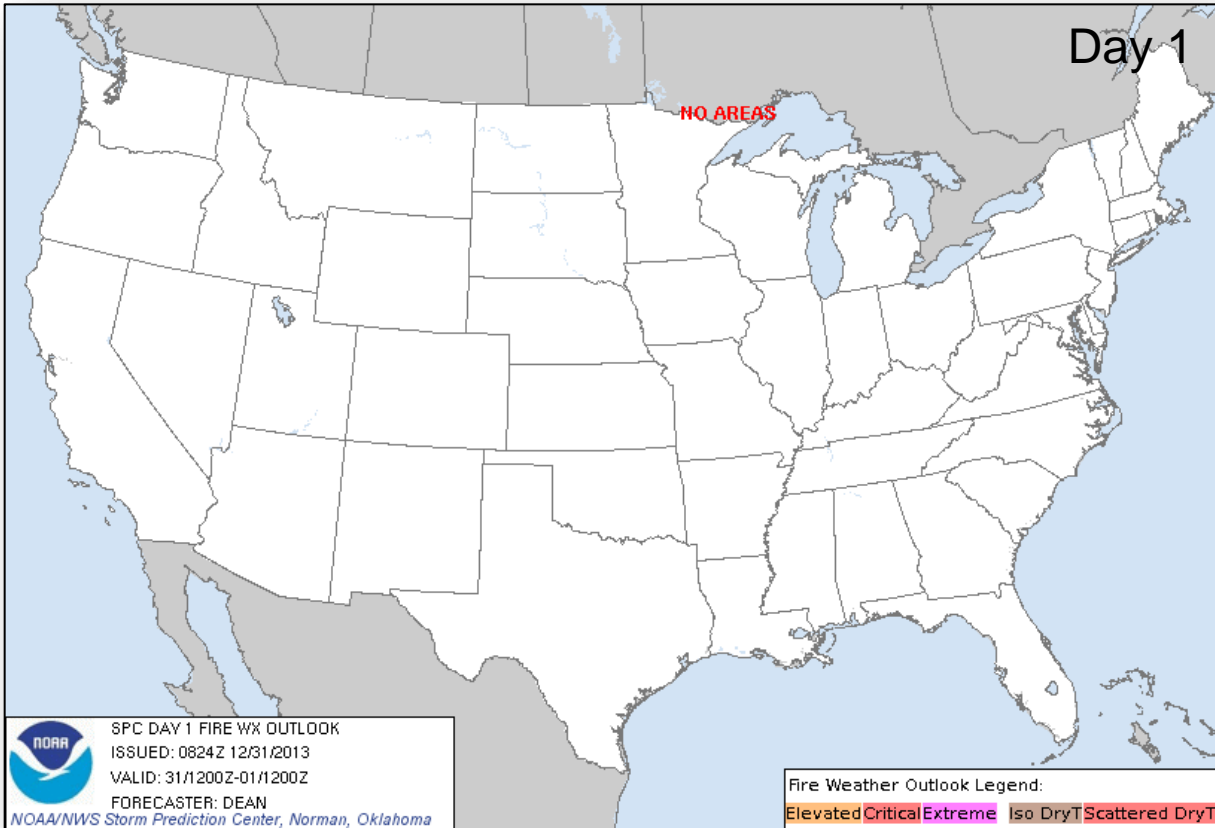 Day 1
NO AREAS
NOAA
SPC DAY 1 FIRE WX OUTLOOK
ISSUED: 0824Z 12/31/2013
VALID: 31/1200Z-01/1200Z
FORECASTER: DEAN
NOAA/NWS Storm Prediction Center, Norman, Oklahoma
Fire Weather Outlook Legend:
Elevated Critical Extreme Iso DryT Scattered DryT